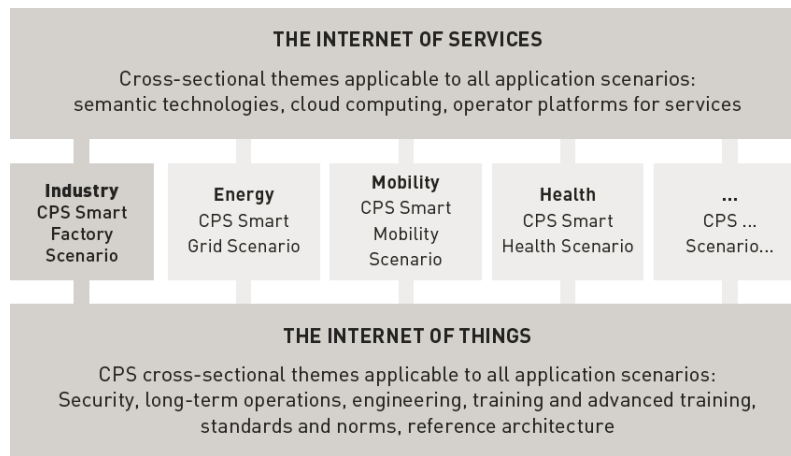 THE INTERNET OF SERVICES
Cross-sectional themes applicable to all application scenarios:
semantic technologies, cloud computing, operator platforms for services
Industry
CPS Smart
Factory
Scenario
Energy
CPS Smart
Grid Scenario
Mobility
CPS Smart
Mobility
Scenario
Health
CPS Smart
Health Scenario
...
CPS ...
Scenario...
THE INTERNET OF THINGS
CPS cross-sectional themes applicable to all application scenarios:
Security, long-term operations, engineering, training and advanced training,
standards and norms, reference architecture